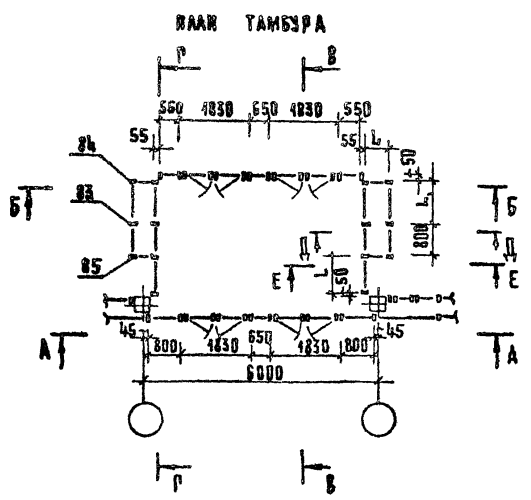 ПЛАН ТАМБУРА
Г В
550 1830 650 1830 550
55 55 L
84 50
Б 83 L₁ Б
Д 800 Д
85 Е L 50 Е
45 650 45
А 800 1830 1830 800 А
6000
Г В